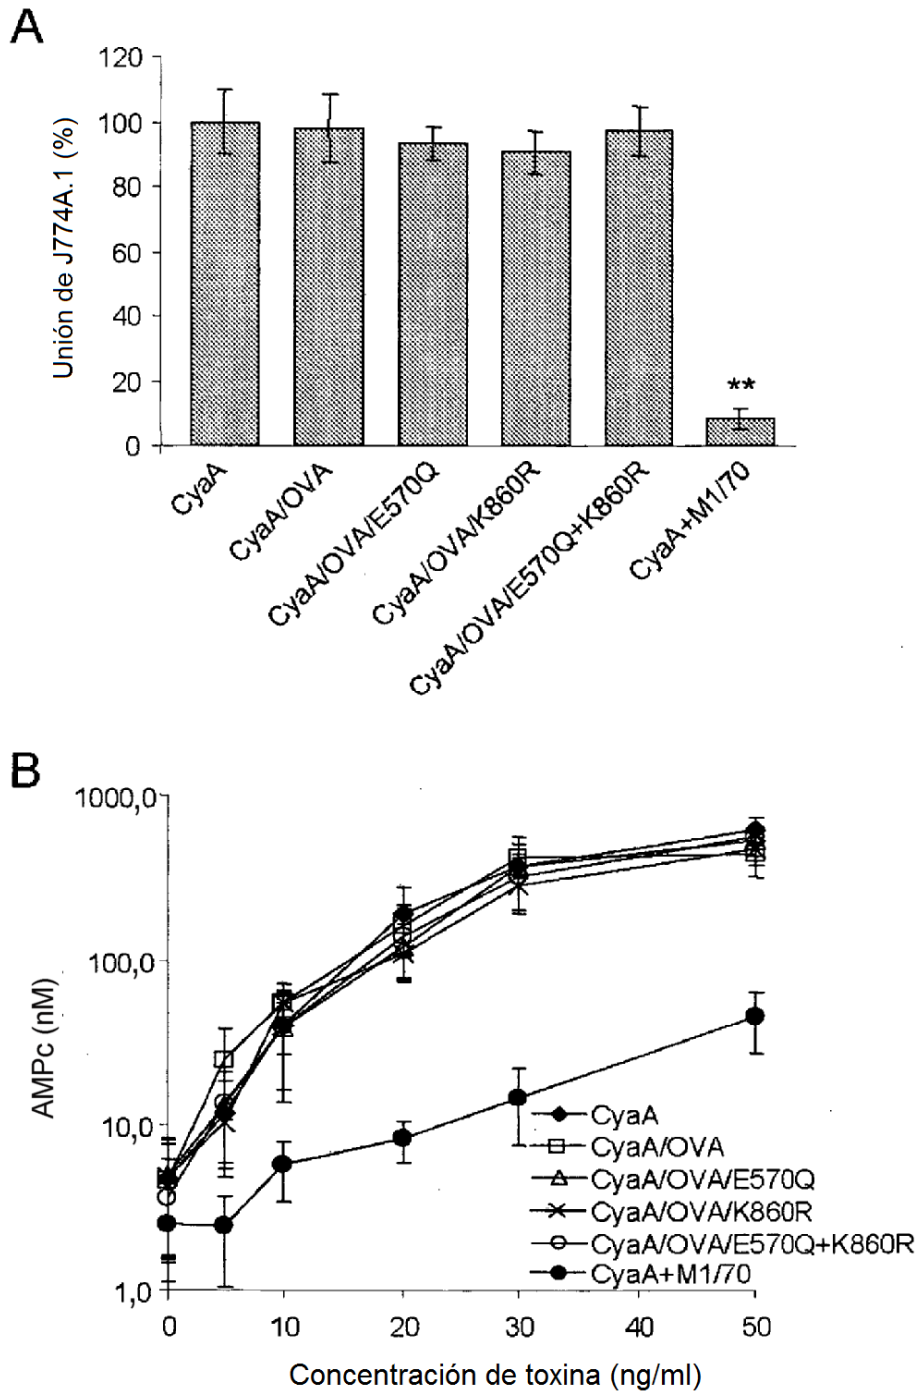 A
120
100
80
60
40
20
0
Unión de J774A.1 (%)
**
CyaA
CyaA/OVA
CyaA/OVA/E570Q
CyaA/OVA/K860R
CyaA/OVA/E570Q+K860R
CyaA+M1/70
B
1000,0
100,0
10,0
1,0
AMPc (nM)
CyaA
CyaA/OVA
CyaA/OVA/E570Q
CyaA/OVA/K860R
CyaA/OVA/E570Q+K860R
CyaA+M1/70
0 10 20 30 40 50
Concentración de toxina (ng/ml)